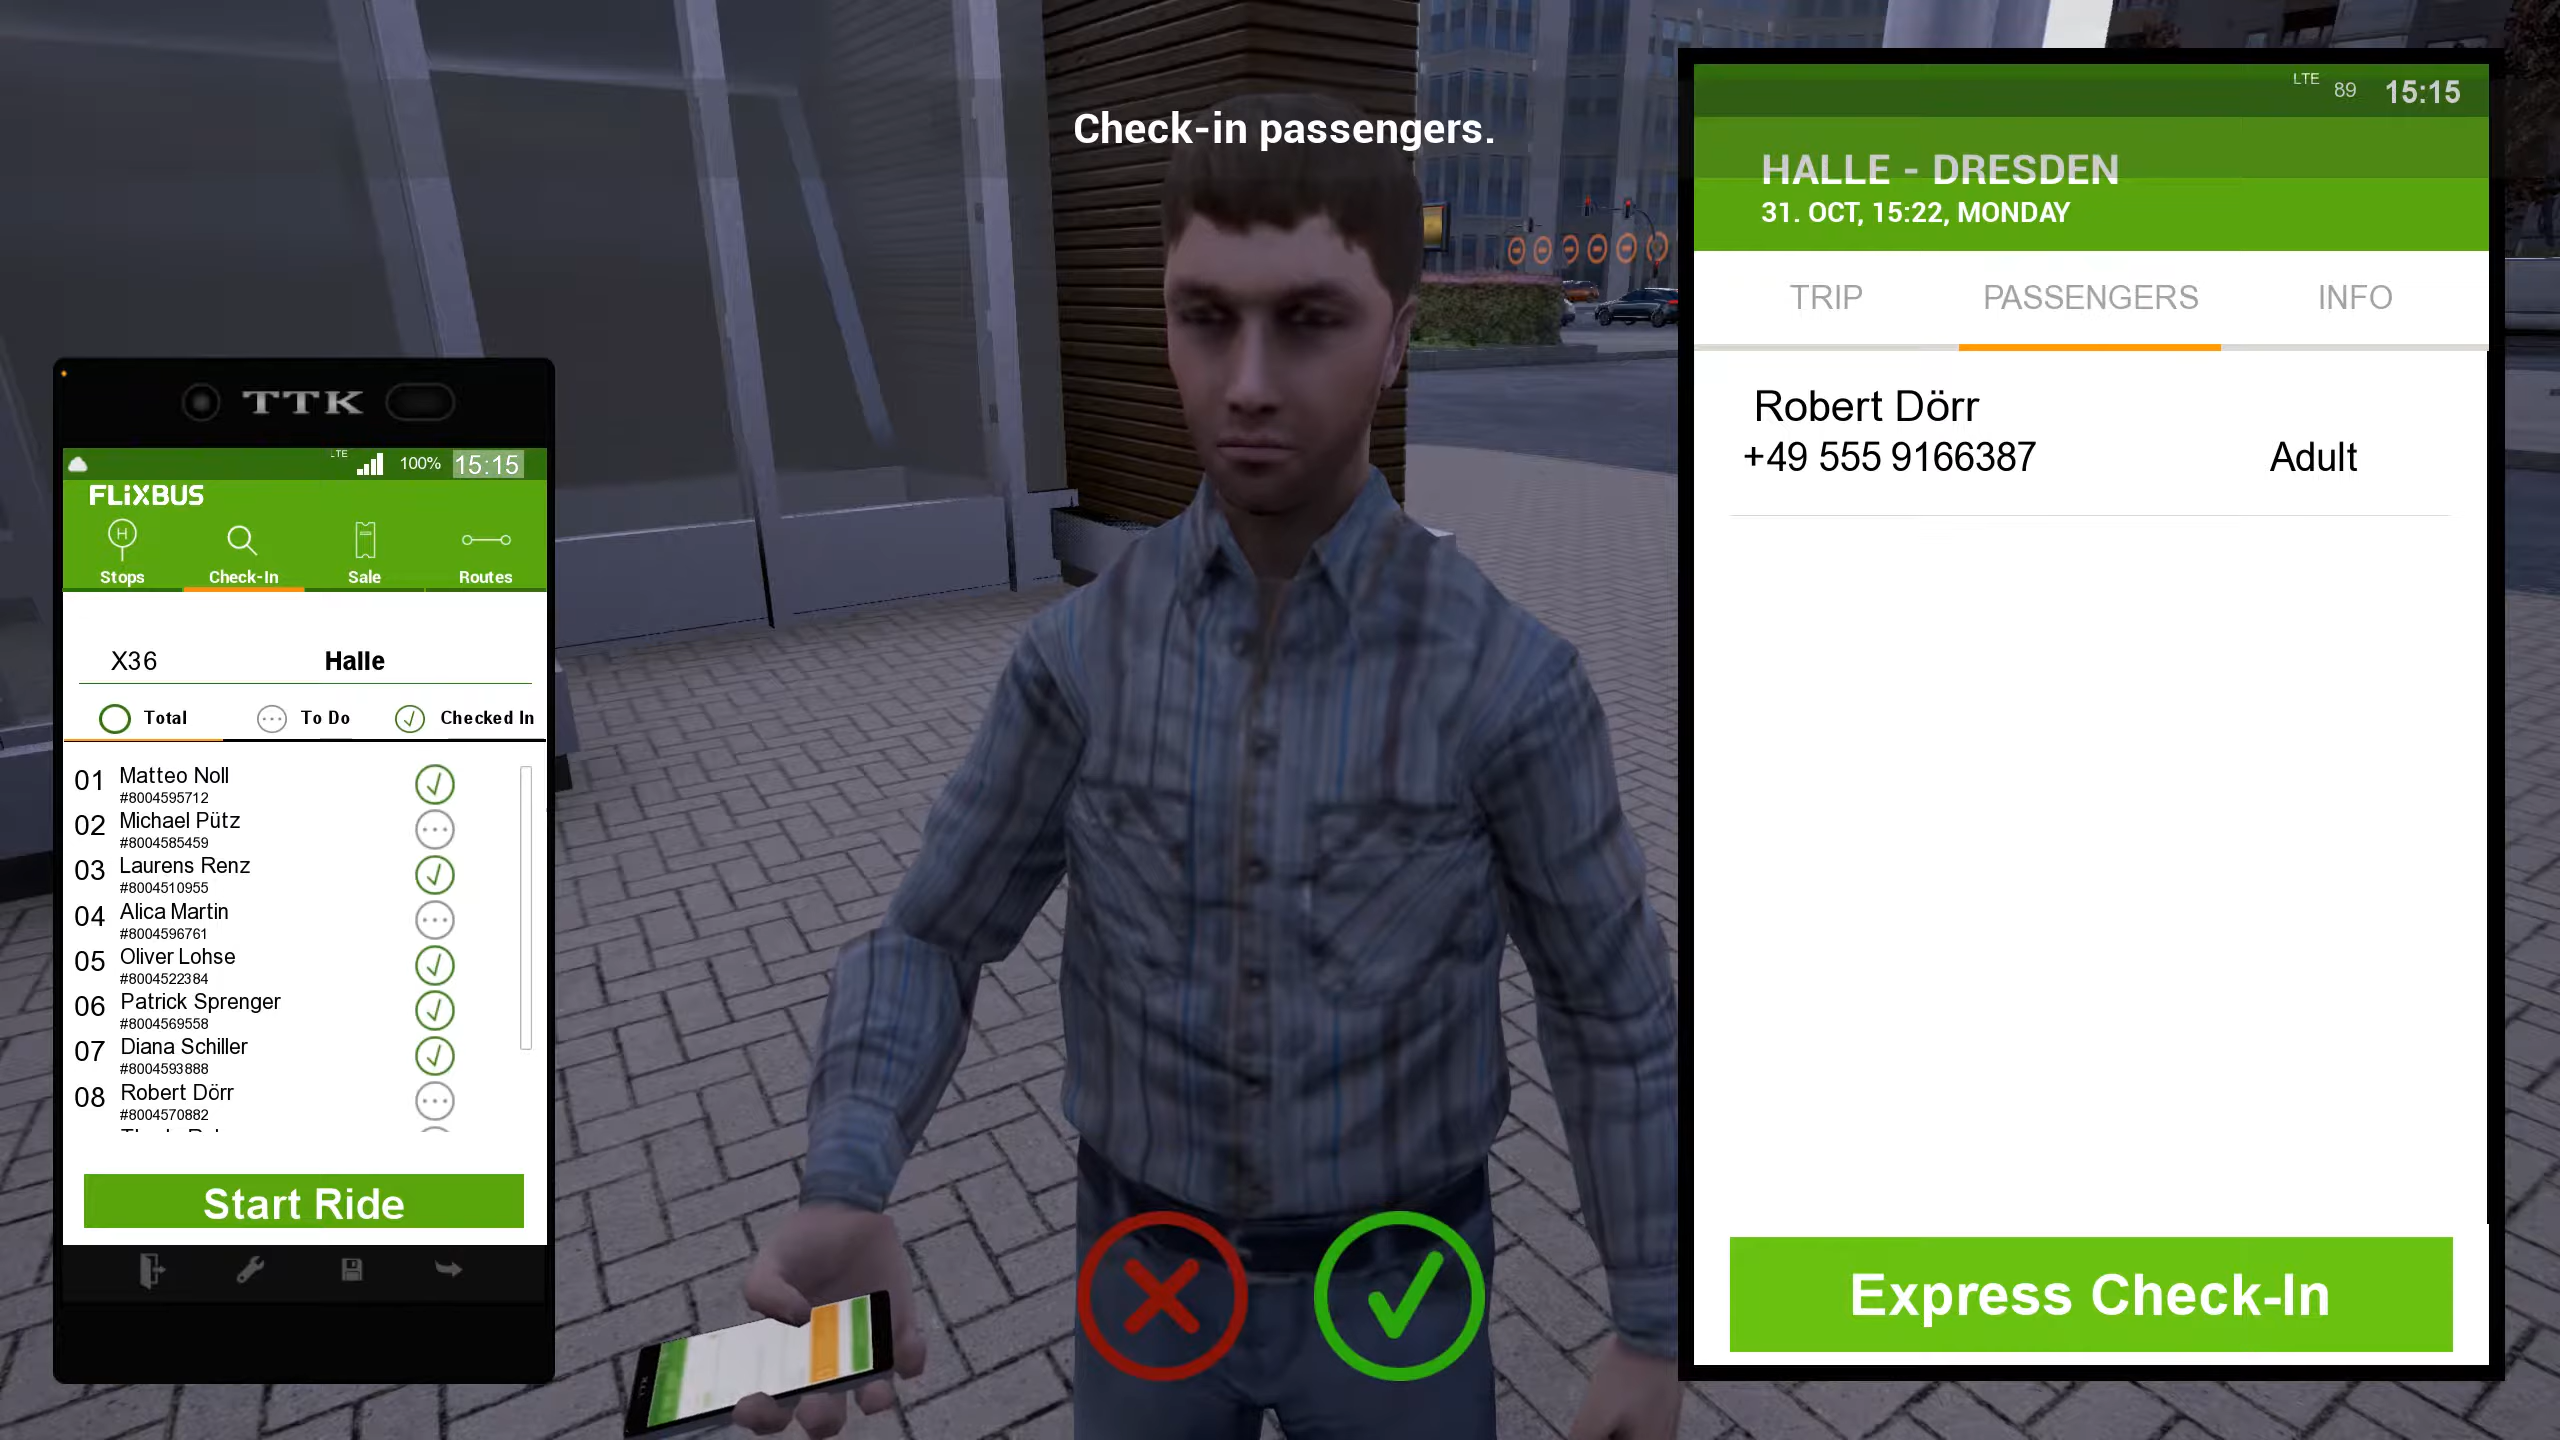 Check-in passengers.
TTK
LTE 100% 15:15
FLiXBUS
H
Stops Check-In Sale Routes
X36 Halle
Total To Do Checked In
01 Matteo Noll
#8004595712
02 Michael Pütz
#8004585459
03 Laurens Renz
#8004510955
04 Alica Martin
#8004596761
05 Oliver Lohse
#8004522384
06 Patrick Sprenger
#8004569558
07 Diana Schiller
#8004593888
08 Robert Dörr
#8004570882
Start Ride
TTK
LTE 89 15:15
HALLE - DRESDEN
31. OCT, 15:22, MONDAY
TRIP PASSENGERS INFO
Robert Dörr
+49 555 9166387 Adult
Express Check-In